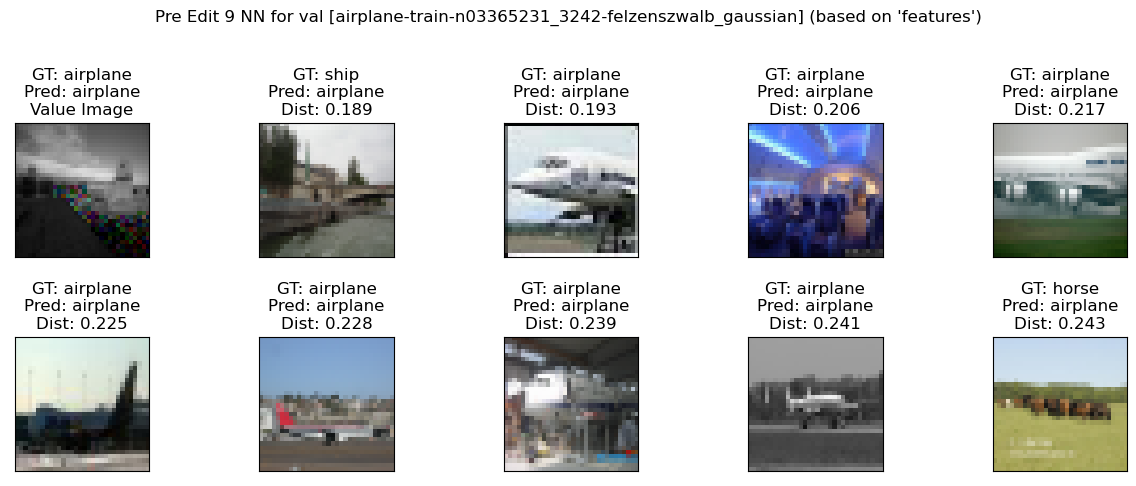 Pre Edit 9 NN for val [airplane-train-n03365231_3242-felzenszwalb_gaussian] (based on 'features')
GT: airplane
Pred: airplane
Value Image
GT: ship
Pred: airplane
Dist: 0.189
GT: airplane
Pred: airplane
Dist: 0.193
GT: airplane
Pred: airplane
Dist: 0.206
GT: airplane
Pred: airplane
Dist: 0.217
GT: airplane
Pred: airplane
Dist: 0.225
GT: airplane
Pred: airplane
Dist: 0.228
GT: airplane
Pred: airplane
Dist: 0.239
GT: airplane
Pred: airplane
Dist: 0.241
GT: horse
Pred: airplane
Dist: 0.243